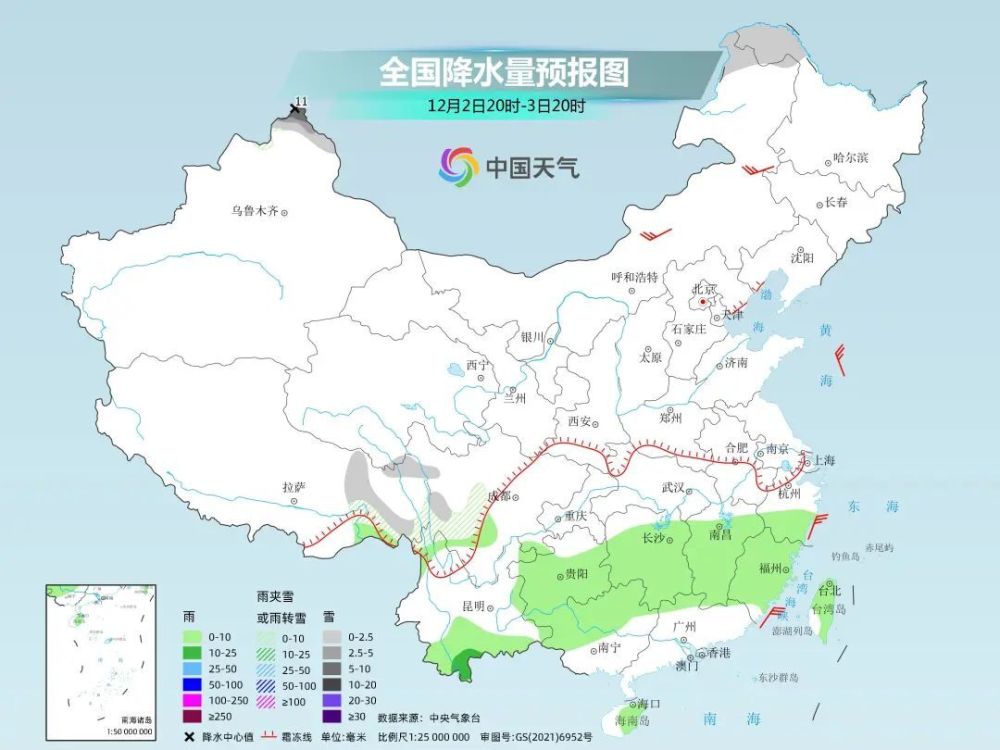 全国降水量预报图
12月2日20时-3日20时
中国天气
11
哈尔滨
长春
乌鲁木齐
沈阳
呼和浩特
北京
天津
渤
海
黄
海
石家庄
银川
太原
济南
西宁
兰州
郑州
西安
合肥
南京
上海
拉萨
成都
武汉
杭州
重庆
东 海
长沙
南昌
钓鱼岛
赤尾屿
贵阳
福州
台
湾
海
峡
台北
台湾岛
昆明
广州
澎湖列岛
南宁
香港
澳门
东沙群岛
海口
海南岛
南 海
雨
雨夹雪
或雨转雪
雪
0-10
0-10
0-2.5
10-25
10-25
2.5-5
25-50
25-50
5-10
50-100
50-100
10-20
100-250
≥100
20-30
≥250
≥30
数据来源：中央气象台
降水中心值
霜冻线
单位:毫米
比例尺1:25 000 000
审图号:GS(2021)6952号
南海诸岛
1:50 000 000